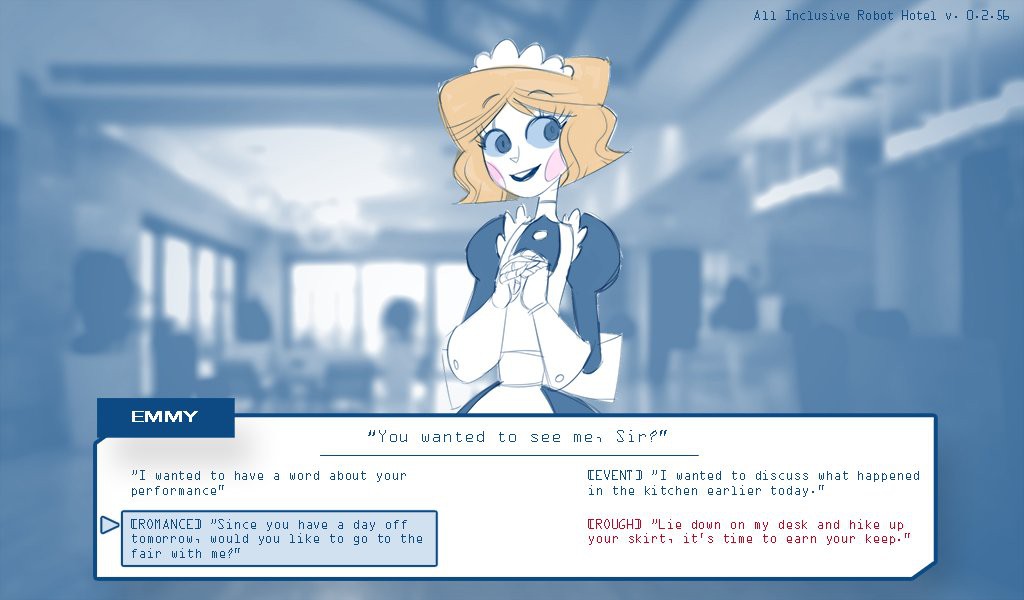 All Inclusive Robot Hotel v. 0.2.56
EMMY
"You wanted to see me, Sir?"
"I wanted to have a word about your
performance"
[ROMANCE] "Since you have a day off
tomorrow, would you like to go to the
fair with me?"
[EVENT] "I wanted to discuss what happened
in the kitchen earlier today."
[ROUGH] "Lie down on my desk and hike up
your skirt, it's time to earn your keep."